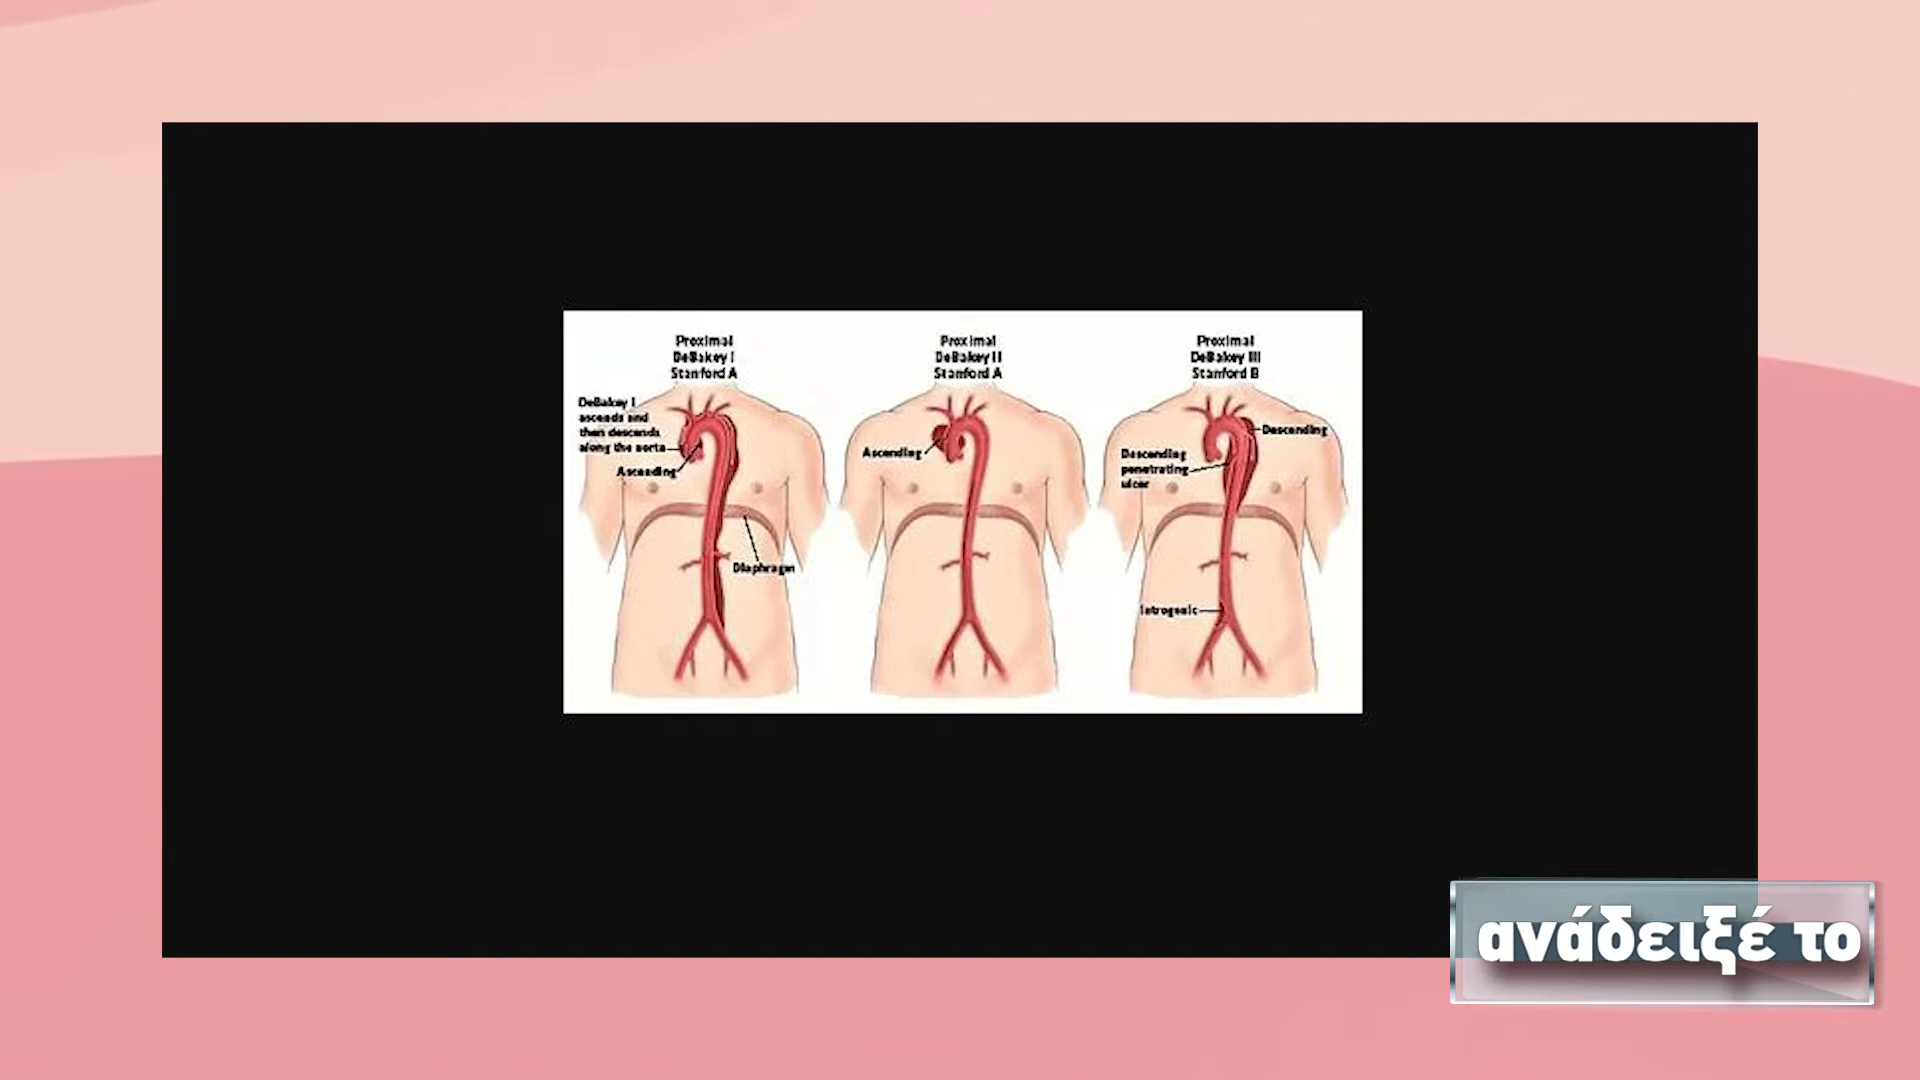 Proximal
DeBakey I
Stanford A
DeBakey I
ascends and
then descends
along the aorta
Ascending
Diaphragm
Proximal
DeBakey II
Stanford A
Ascending
Proximal
DeBakey III
Stanford B
Descending
Descending
penetrating
ulcer
Iatrogenic
ανάδειξέ το